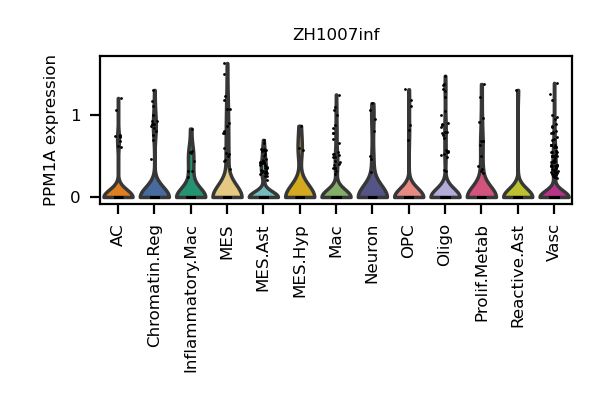 ZH1007inf
PPM1A expression
1
0
AC
Chromatin.Reg
Inflammatory.Mac
MES
MES.Ast
MES.Hyp
Mac
Neuron
OPC
Oligo
Prolif.Metab
Reactive.Ast
Vasc